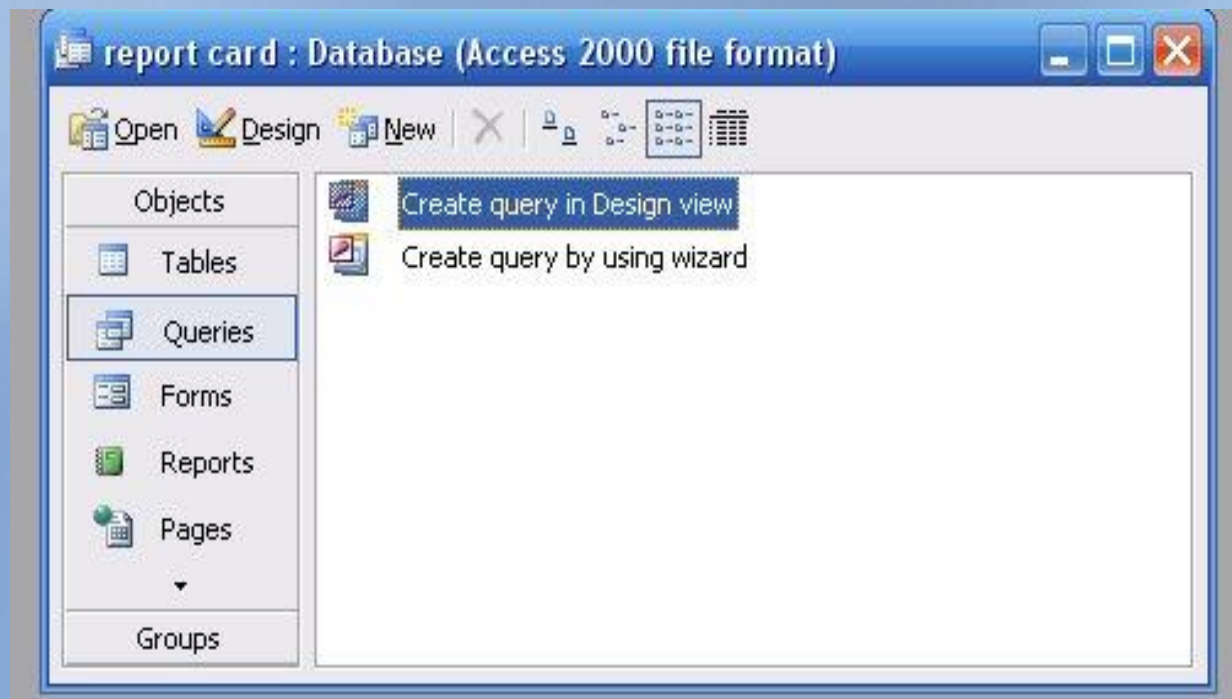 report card : Database (Access 2000 file format)
Open Design New
Objects
Create query in Design view
Tables
Create query by using wizard
Queries
Forms
Reports
Pages
Groups